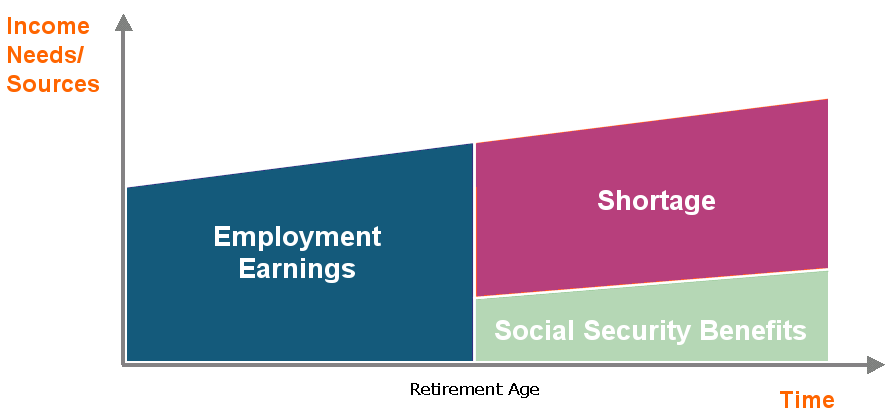 Income
Needs/
Sources
Shortage
Employment
Earnings
Social Security Benefits
Retirement Age
Time